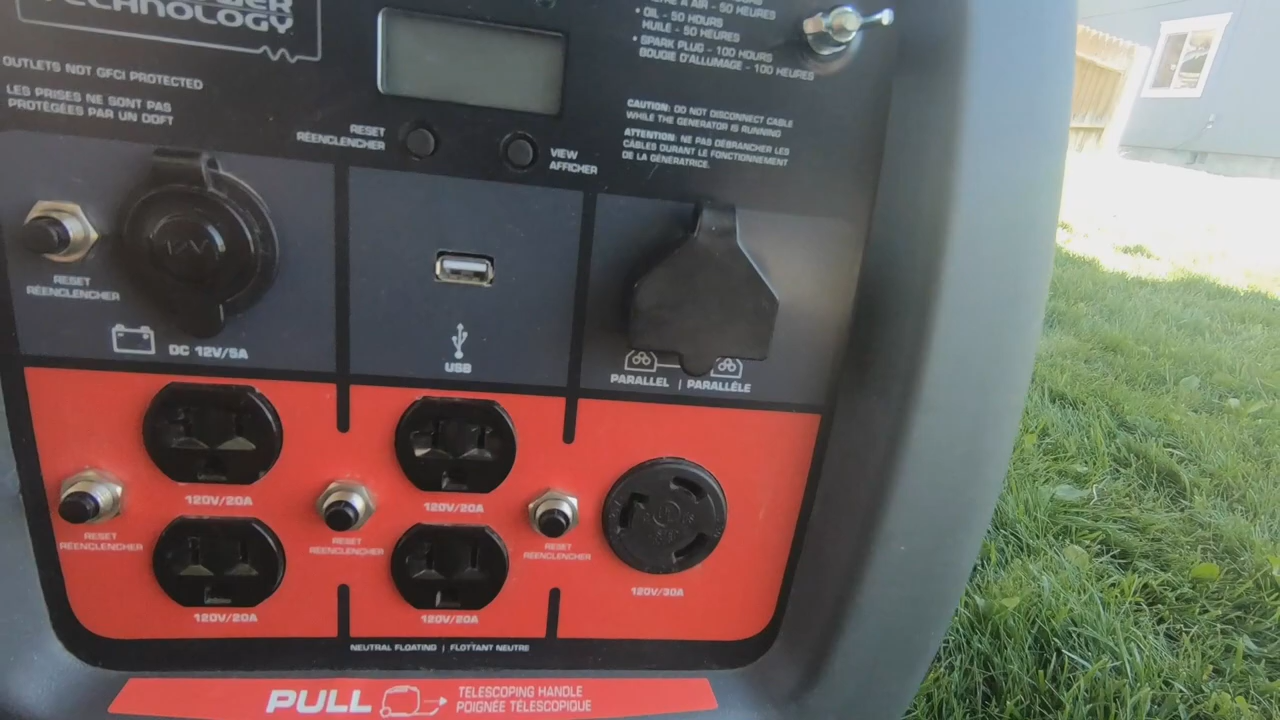 TECHNOLOGY
OUTLETS NOT GFCI PROTECTED
LES PRISES NE SONT PAS
PROTÉGÉES PAR UN DDFT
RESET
RÉENCLENCHER
VIEW
AFFICHER
À AIR - 50 HEURES
• OIL - 50 HOURS
HUILE - 50 HEURES
• SPARK PLUG - 100 HOURS
BOUGIE D'ALLUMAGE - 100 HEURES
CAUTION: DO NOT DISCONNECT CABLE
WHILE THE GENERATOR IS RUNNING
ATTENTION: NE PAS DÉBRANCHER LES
CÂBLES DURANT LE FONCTIONNEMENT
DE LA GÉNÉRATRICE.
RESET
RÉENCLENCHER
12V
DC 12V/5A
USB
PARALLEL | PARALLÈLE
120V/20A
120V/20A
RESET
RÉENCLENCHER
RESET
RÉENCLENCHER
RESET
RÉENCLENCHER
120V/30A
120V/20A
120V/20A
NEUTRAL FLOATING | FLOTTANT NEUTRE
PULL
TELESCOPING HANDLE
POIGNÉE TÉLESCOPIQUE